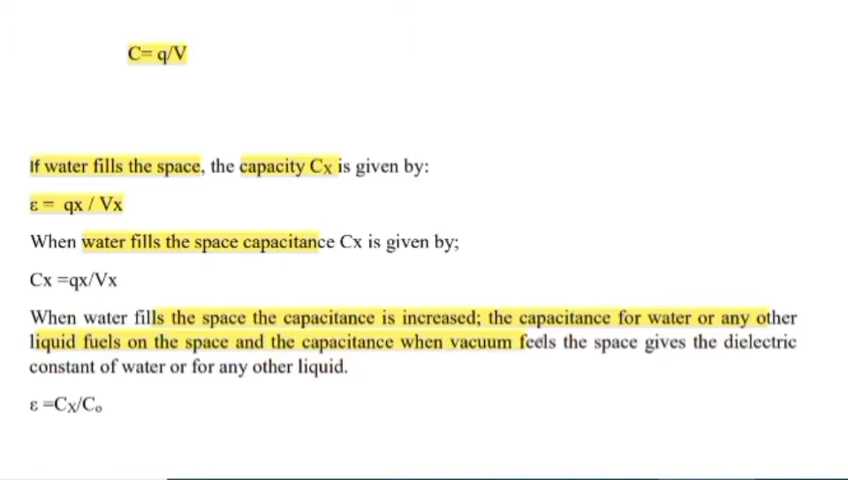 C= q/V
If water fills the space, the capacity Cx is given by:
ε = qx / Vx
When water fills the space capacitance Cx is given by;
Cx =qx/Vx
When water fills the space the capacitance is increased; the capacitance for water or any other
liquid fuels on the space and the capacitance when vacuum feels the space gives the dielectric
constant of water or for any other liquid.
ε =Cx/Cₒ